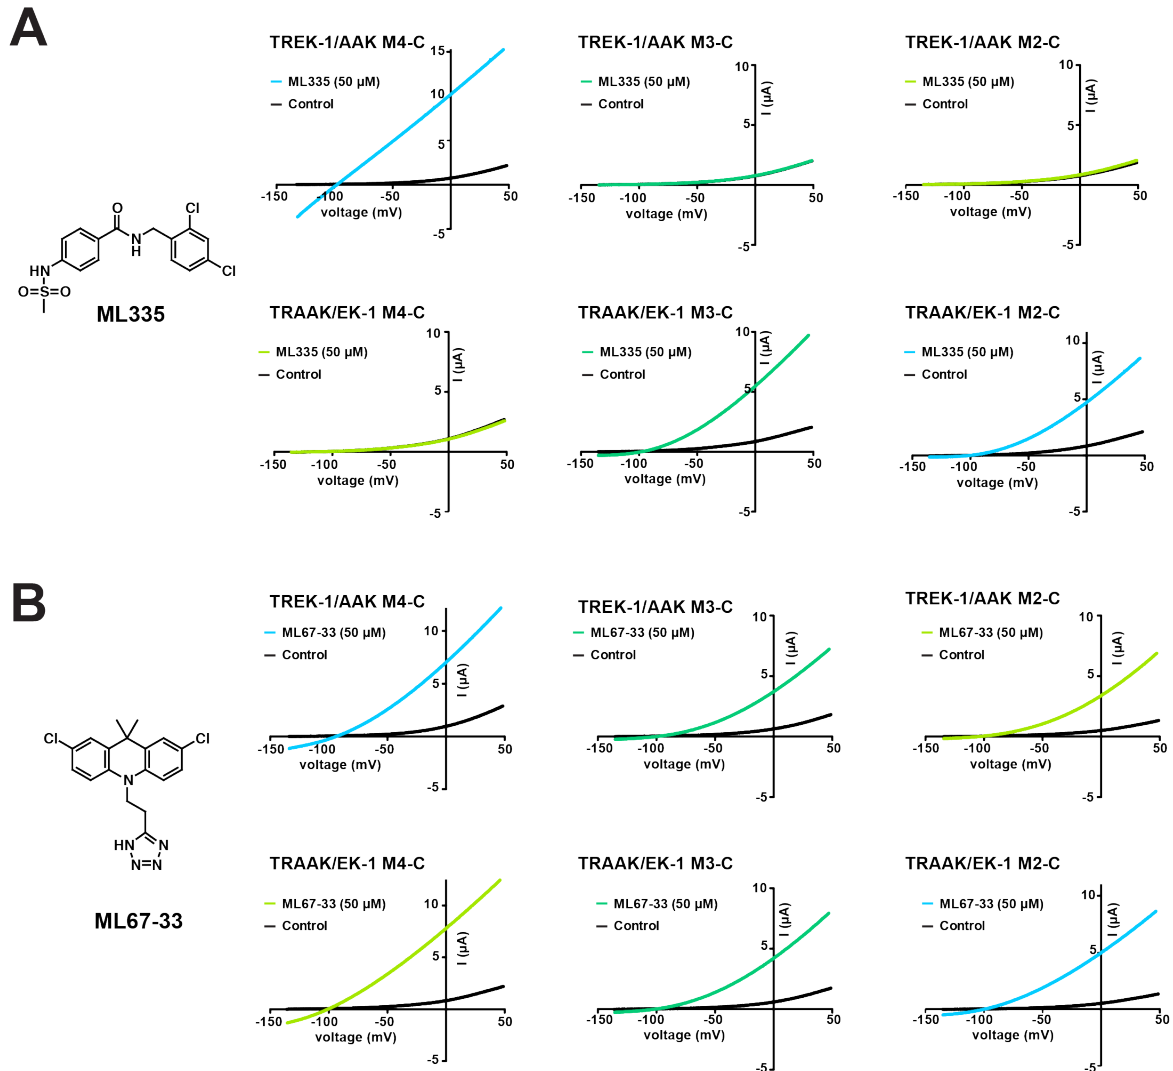 A
TREK-1/AAK M4-C
ML335 (50 µM)
Control
15
10
5
-5
-150
-100
-50
50
voltage (mV)
TREK-1/AAK M3-C
ML335 (50 µM)
Control
10
5
-5
I (µA)
-150
-100
-50
50
voltage (mV)
TREK-1/AAK M2-C
ML335 (50 µM)
Control
10
5
-5
I (µA)
-150
-100
-50
50
voltage (mV)
O
Cl
N
H
Cl
HN
O=S=O
ML335
TRAAK/EK-1 M4-C
ML335 (50 µM)
Control
10
5
-5
I (µA)
-150
-100
-50
50
voltage (mV)
TRAAK/EK-1 M3-C
ML335 (50 µM)
Control
10
5
-5
I (µA)
-150
-100
-50
50
voltage (mV)
TRAAK/EK-1 M2-C
ML335 (50 µM)
Control
10
5
-5
I (µA)
-150
-100
-50
50
voltage (mV)
B
TREK-1/AAK M4-C
ML67-33 (50 µM)
Control
10
5
-5
I (µA)
-150
-100
-50
50
voltage (mV)
TREK-1/AAK M3-C
ML67-33 (50 µM)
Control
10
5
-5
I (µA)
-150
-100
-50
50
voltage (mV)
TREK-1/AAK M2-C
ML67-33 (50 µM)
Control
10
5
-5
I (µA)
-150
-100
-50
50
voltage (mV)
Cl
Cl
N
HN
N
N=N
ML67-33
TRAAK/EK-1 M4-C
ML67-33 (50 µM)
Control
10
5
-5
I (µA)
-150
-100
-50
50
voltage (mV)
TRAAK/EK-1 M3-C
ML67-33 (50 µM)
Control
10
5
-5
I (µA)
-150
-100
-50
50
voltage (mV)
TRAAK/EK-1 M2-C
ML67-33 (50 µM)
Control
10
5
-5
I (µA)
-150
-100
-50
50
voltage (mV)